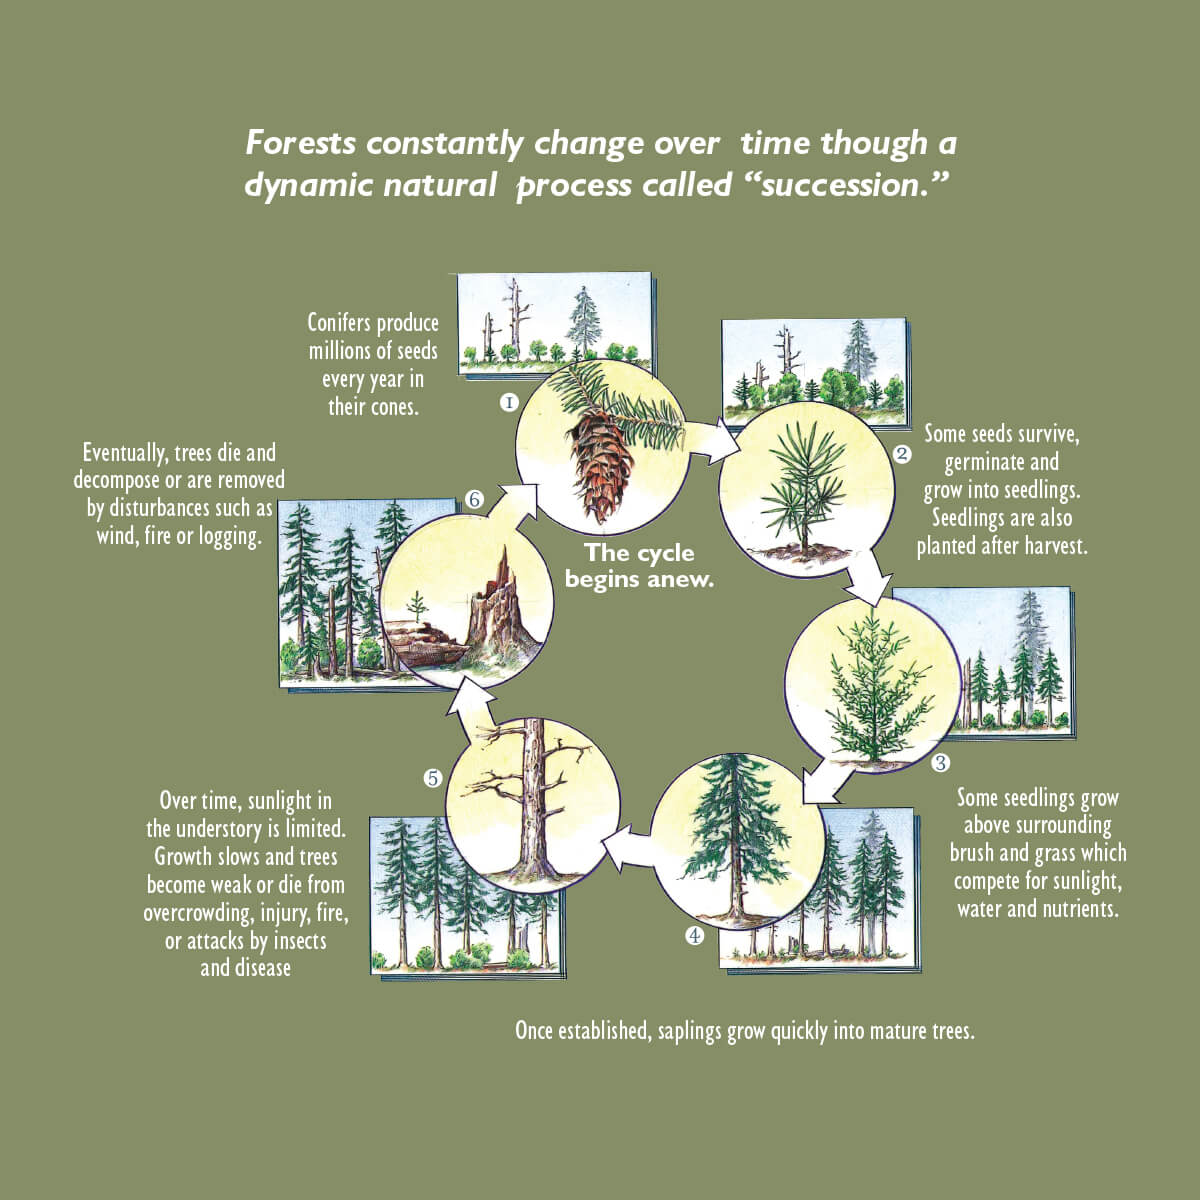 Forests constantly change over time though a
dynamic natural process called “succession.”
Conifers produce
millions of seeds
every year in
their cones.
1
2
Some seeds survive,
germinate and
grow into seedlings.
Seedlings are also
planted after harvest.
3
Some seedlings grow
above surrounding
brush and grass which
compete for sunlight,
water and nutrients.
4
Once established, saplings grow quickly into mature trees.
5
Over time, sunlight in
the understory is limited.
Growth slows and trees
become weak or die from
overcrowding, injury, fire,
or attacks by insects
and disease
6
Eventually, trees die and
decompose or are removed
by disturbances such as
wind, fire or logging.
The cycle
begins anew.